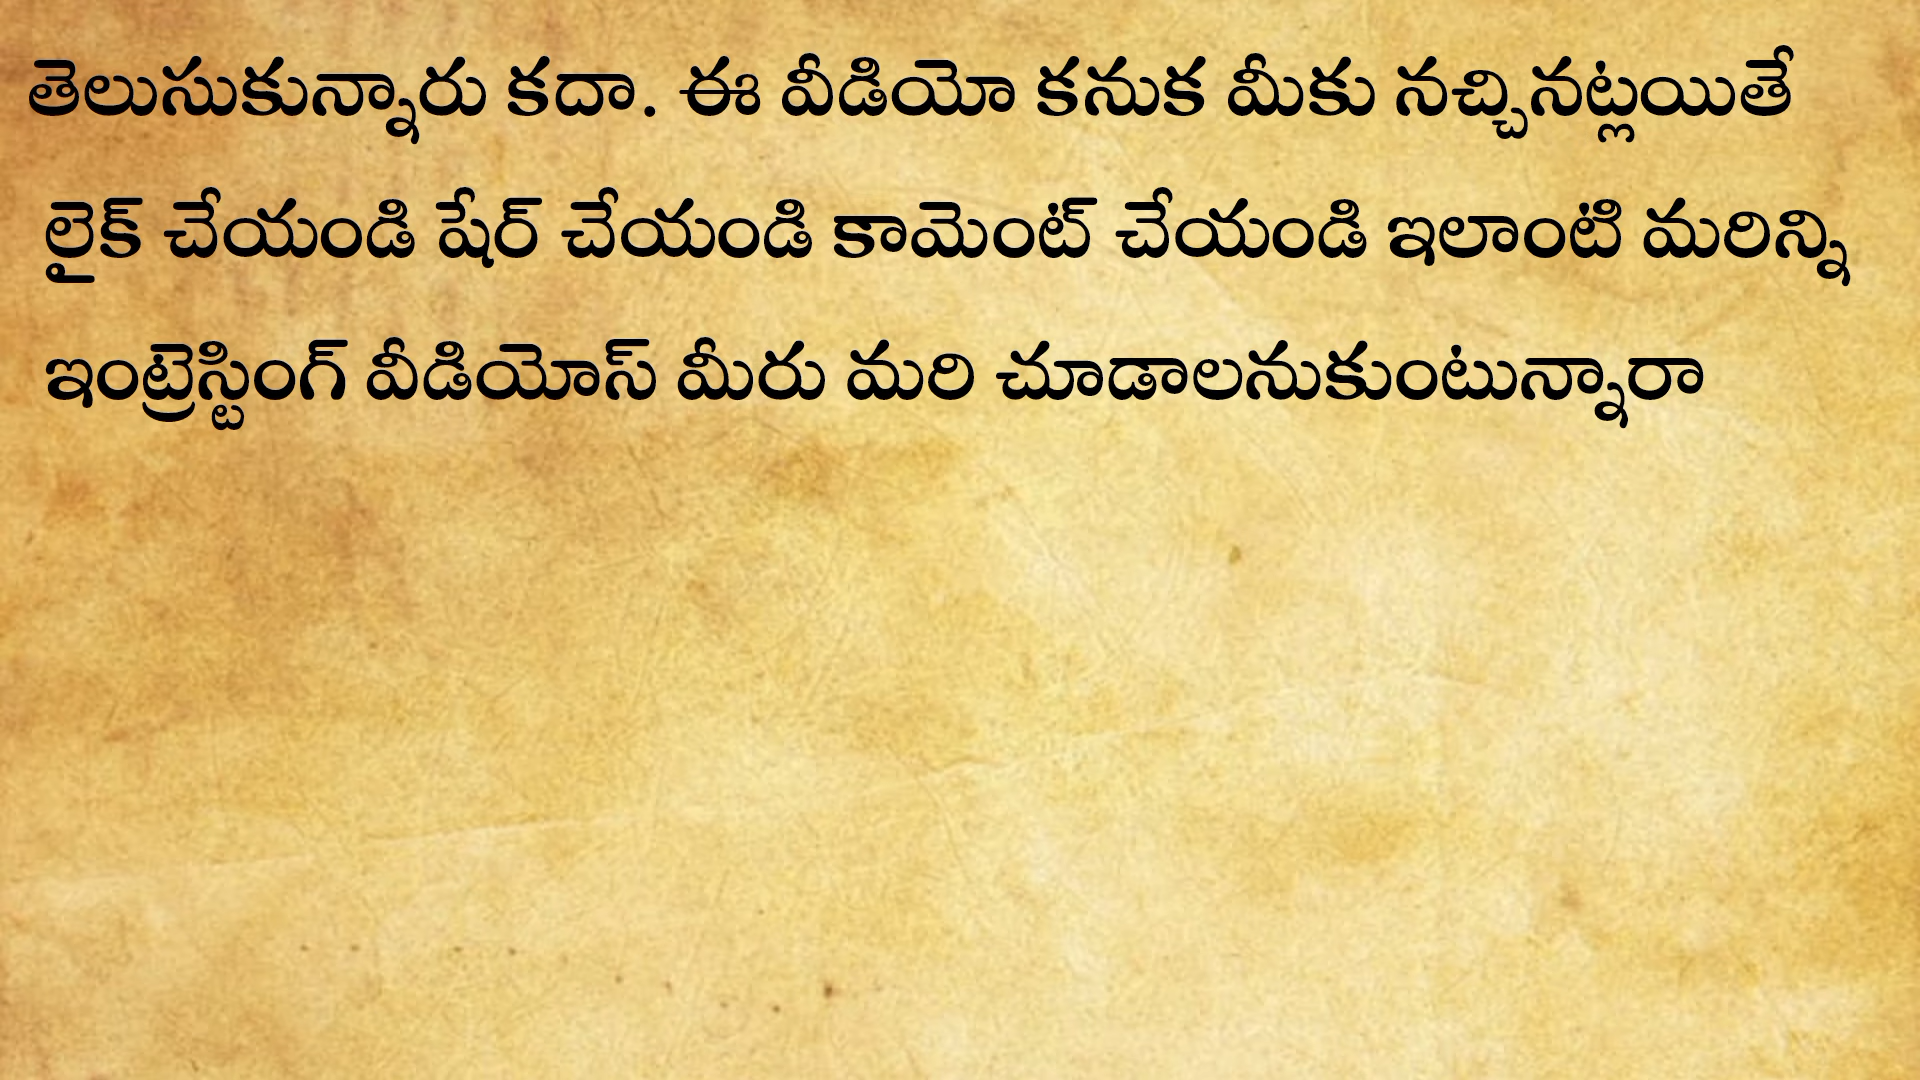 తెలుసుకున్నారు కదా. ఈ వీడియో కనుక మీకు నచ్చినట్లయితే
లైక్ చేయండి షేర్ చేయండి కామెంట్ చేయండి ఇలాంటి మరిన్ని
ఇంట్రెస్టింగ్ వీడియోస్ మీరు మరి చూడాలనుకుంటున్నారా